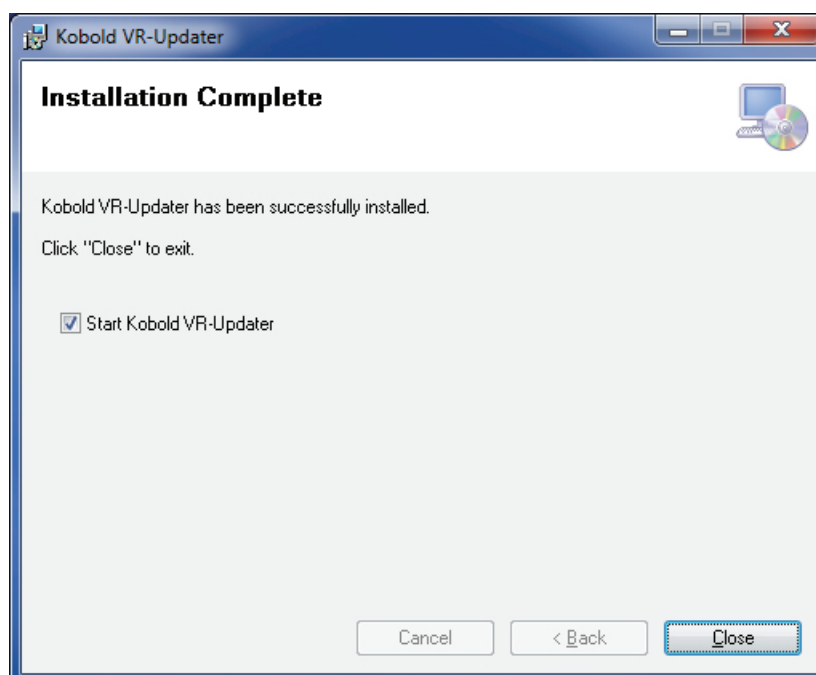 Kobold VR-Updater
Installation Complete
Kobold VR-Updater has been successfully installed.
Click "Close" to exit.
Start Kobold VR-Updater
Cancel
< Back
Close